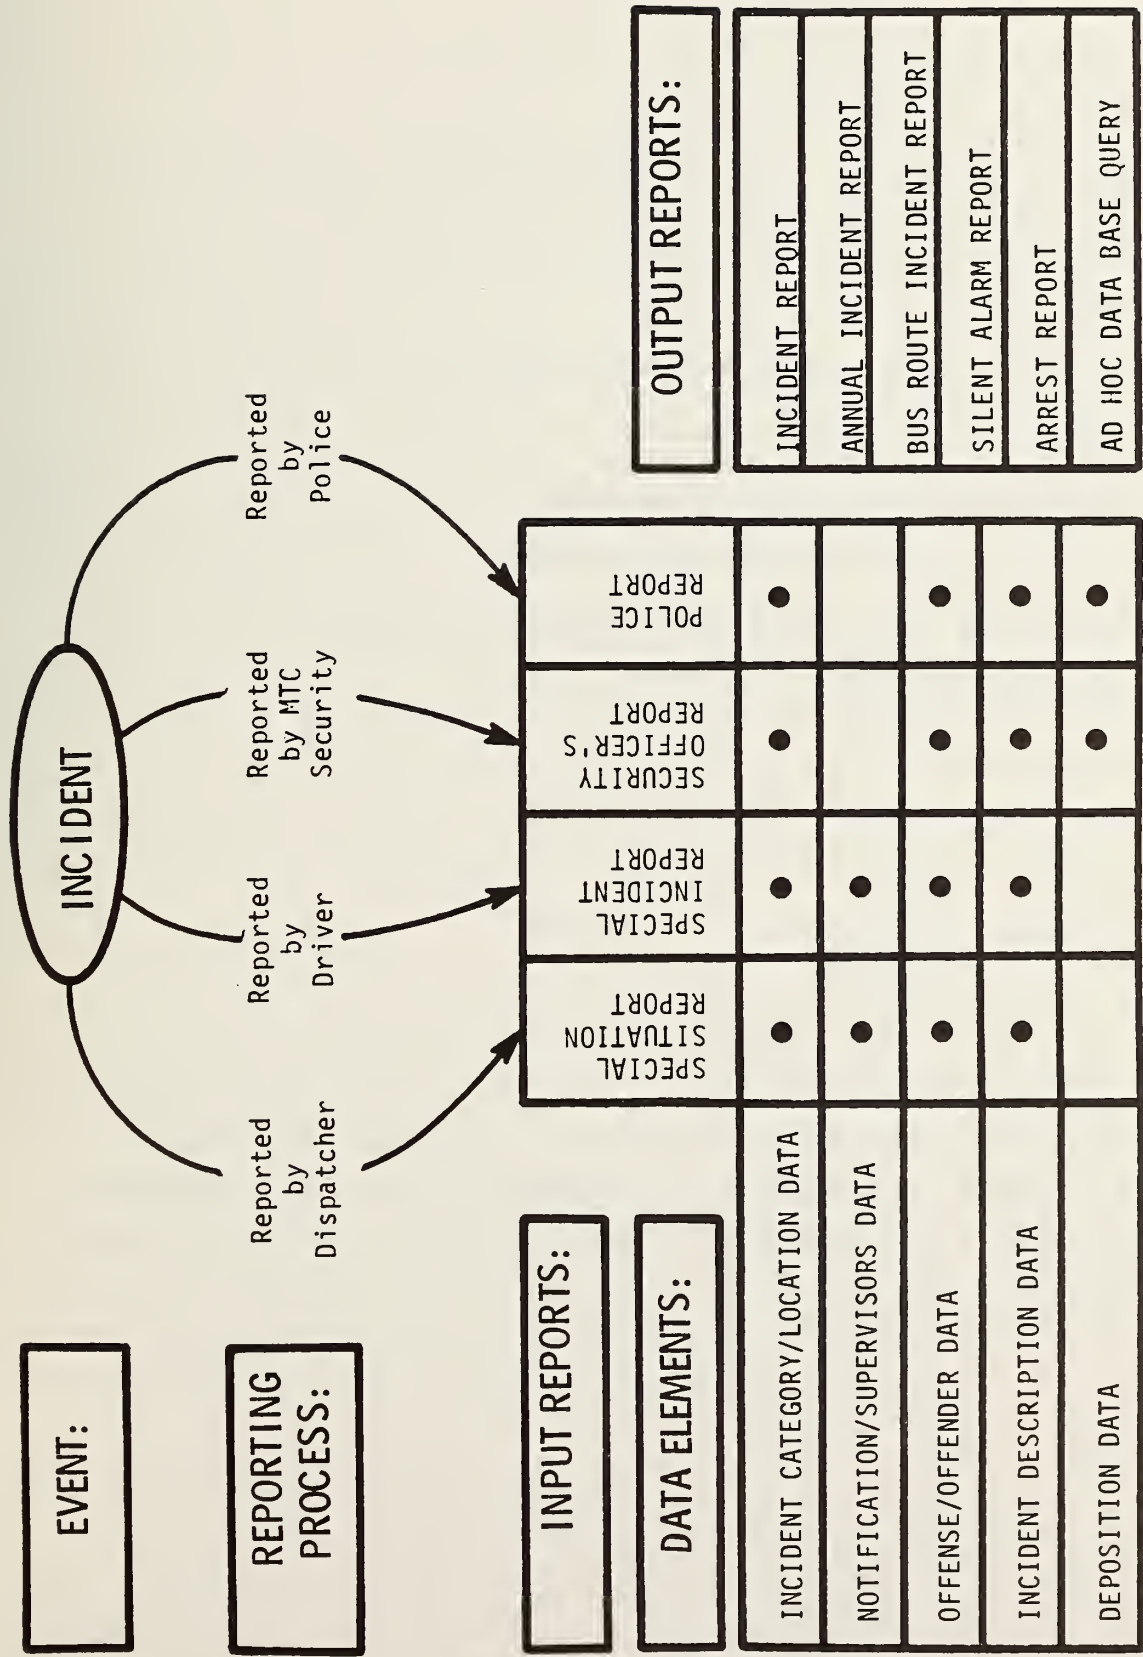 EVENT:
INCIDENT
REPORTING
PROCESS:
Reported
by
Dispatcher
Reported
by
Driver
Reported
by MTC
Security
Reported
by
Police
INPUT REPORTS:
SPECIAL
SITUATION
REPORT
SPECIAL
INCIDENT
REPORT
SECURITY
OFFICER'S
REPORT
POLICE
REPORT
DATA ELEMENTS:
INCIDENT CATEGORY/LOCATION DATA
NOTIFICATION/SUPERVISORS DATA
OFFENSE/OFFENDER DATA
INCIDENT DESCRIPTION DATA
DEPOSITION DATA
OUTPUT REPORTS:
INCIDENT REPORT
ANNUAL INCIDENT REPORT
BUS ROUTE INCIDENT REPORT
SILENT ALARM REPORT
ARREST REPORT
AD HOC DATA BASE QUERY